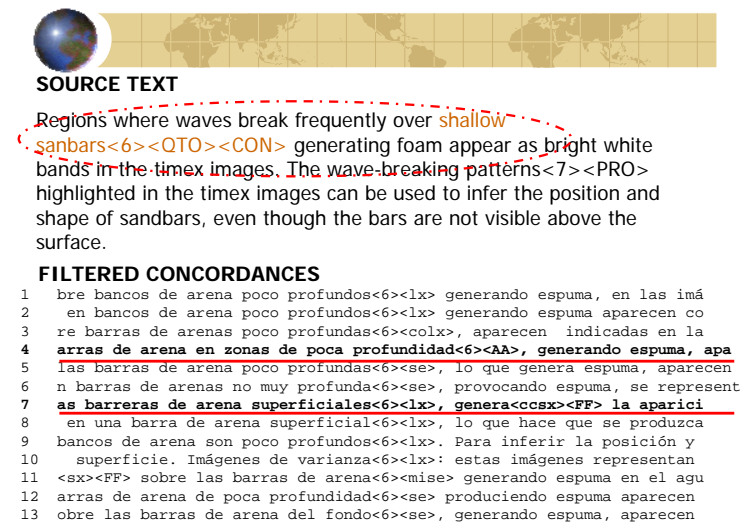 SOURCE TEXT
Regions where waves break frequently over shallow
sanbars<6><QTO><CON> generating foam appear as bright white
bands in the timex images. The wave-breaking patterns<7><PRO>
highlighted in the timex images can be used to infer the position and
shape of sandbars, even though the bars are not visible above the
surface.
FILTERED CONCORDANCES
1 bre bancos de arena poco profundos<6><lx> generando espuma, en las imá
2 en bancos de arena poco profundos<6><lx> generando espuma aparecen co
3 re barras de arenas poco profundas<6><colx>, aparecen indicadas en la
4 arras de arena en zonas de poca profundidad<6><AA>, generando espuma, apa
5 las barras de arena poco profundas<6><se>, lo que genera espuma, aparecen
6 n barras de arenas no muy profunda<6><se>, provocando espuma, se represent
7 as barreras de arena superficiales<6><lx>, genera<ccsx><FF> la aparici
8 en una barra de arena superficial<6><lx>, lo que hace que se produzca
9 bancos de arena son poco profundos<6><lx>. Para inferir la posición y
10 superficie. Imágenes de varianza<6><lx>: estas imágenes representan
11 <sx><FF> sobre las barras de arena<6><mise> generando espuma en el agu
12 arras de arena de poca profundidad<6><se> produciendo espuma aparecen
13 obre las barras de arena del fondo<6><se>, generando espuma, aparecen